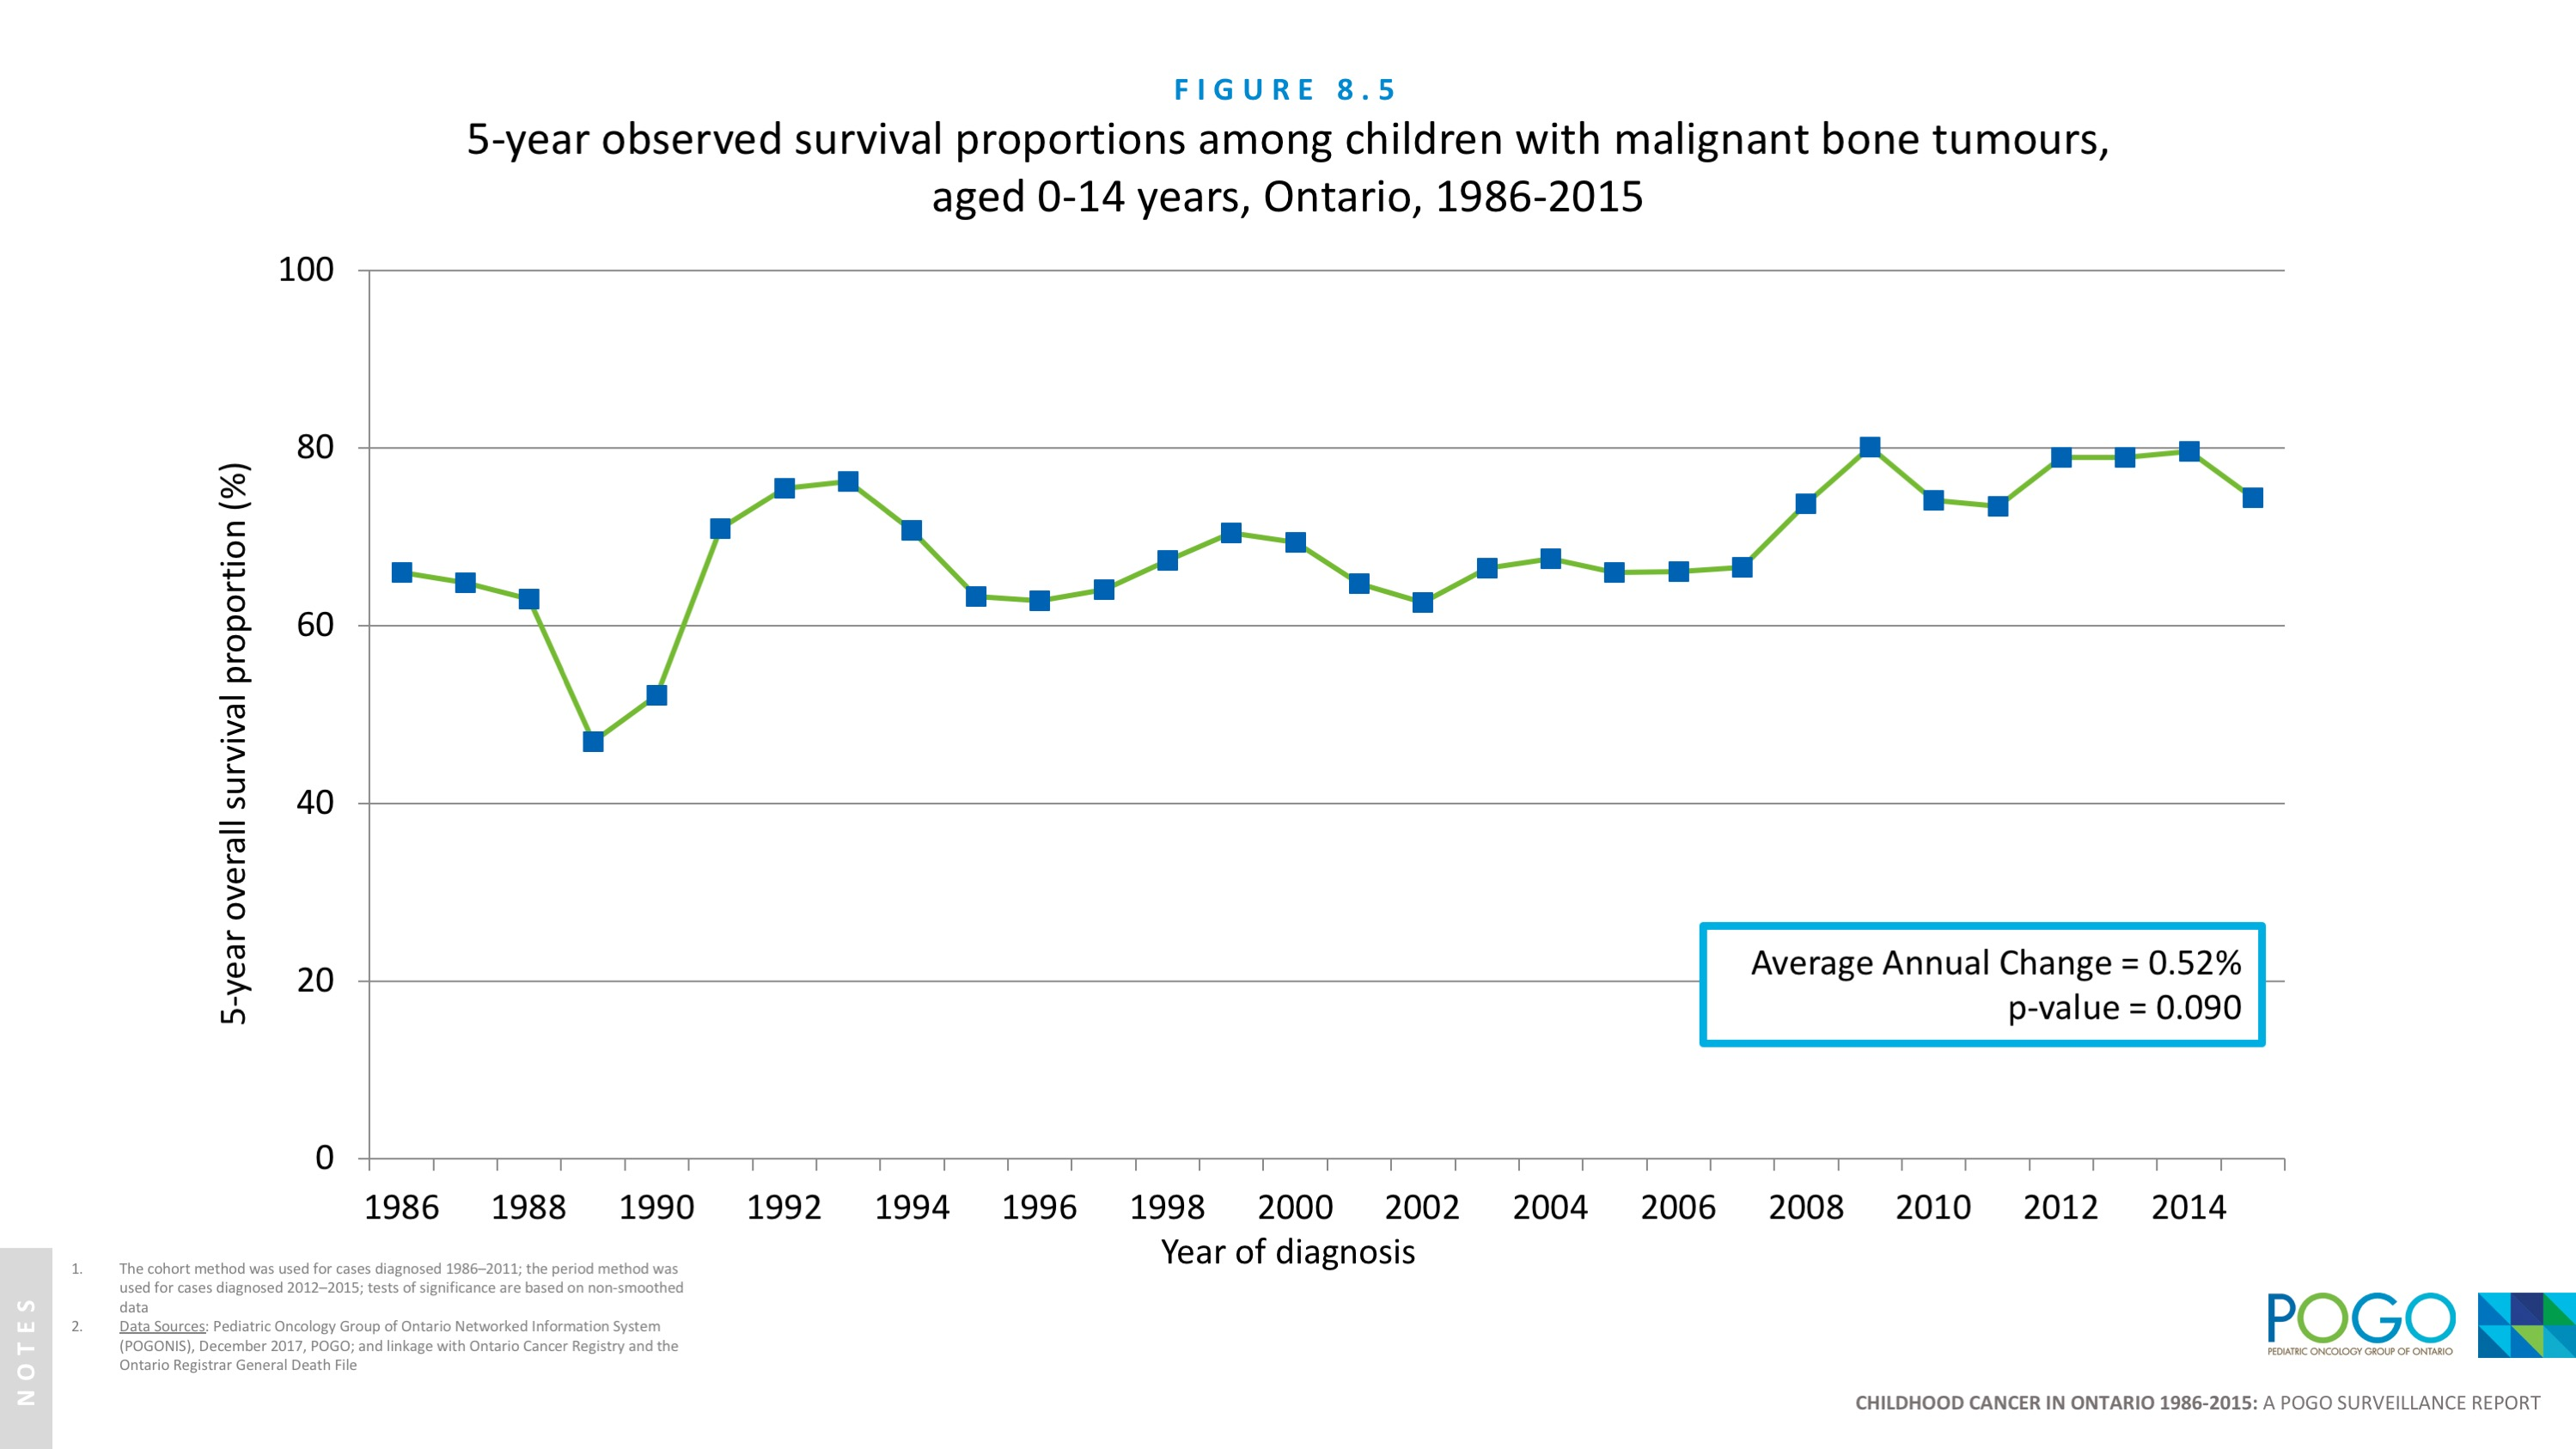 FIGURE 8.5
5-year observed survival proportions among children with malignant bone tumours,
aged 0-14 years, Ontario, 1986-2015
5-year overall survival proportion (%)
100
80
60
40
20
0
Average Annual Change = 0.52%
p-value = 0.090
1986 1988 1990 1992 1994 1996 1998 2000 2002 2004 2006 2008 2010 2012 2014
Year of diagnosis
NOTES
1. The cohort method was used for cases diagnosed 1986–2011; the period method was
used for cases diagnosed 2012–2015; tests of significance are based on non-smoothed
data
2. Data Sources: Pediatric Oncology Group of Ontario Networked Information System
(POGONIS), December 2017, POGO; and linkage with Ontario Cancer Registry and the
Ontario Registrar General Death File
POGO
PEDIATRIC ONCOLOGY GROUP OF ONTARIO
CHILDHOOD CANCER IN ONTARIO 1986-2015: A POGO SURVEILLANCE REPORT